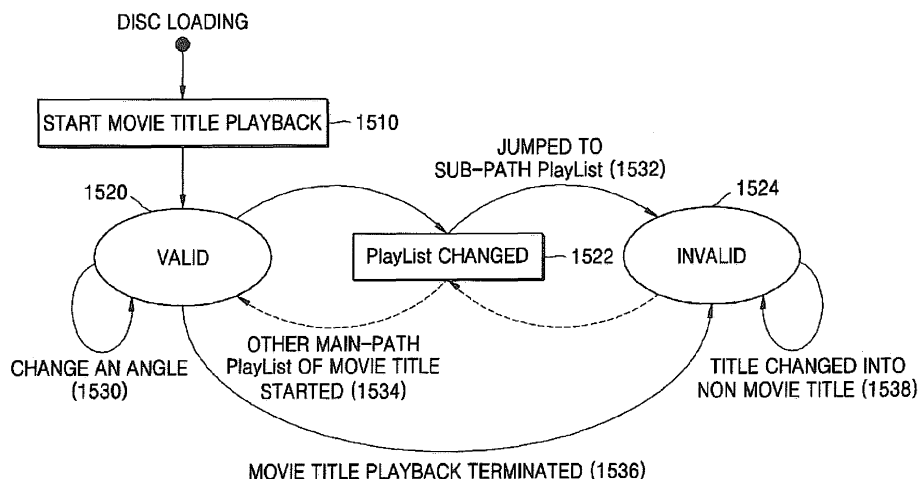 DISC LOADING
START MOVIE TITLE PLAYBACK
1510
JUMPED TO
SUB-PATH PlayList (1532)
1520
1524
VALID
PlayList CHANGED
1522
INVALID
CHANGE AN ANGLE
(1530)
OTHER MAIN-PATH
PlayList OF MOVIE TITLE
STARTED (1534)
TITLE CHANGED INTO
NON MOVIE TITLE (1538)
MOVIE TITLE PLAYBACK TERMINATED (1536)